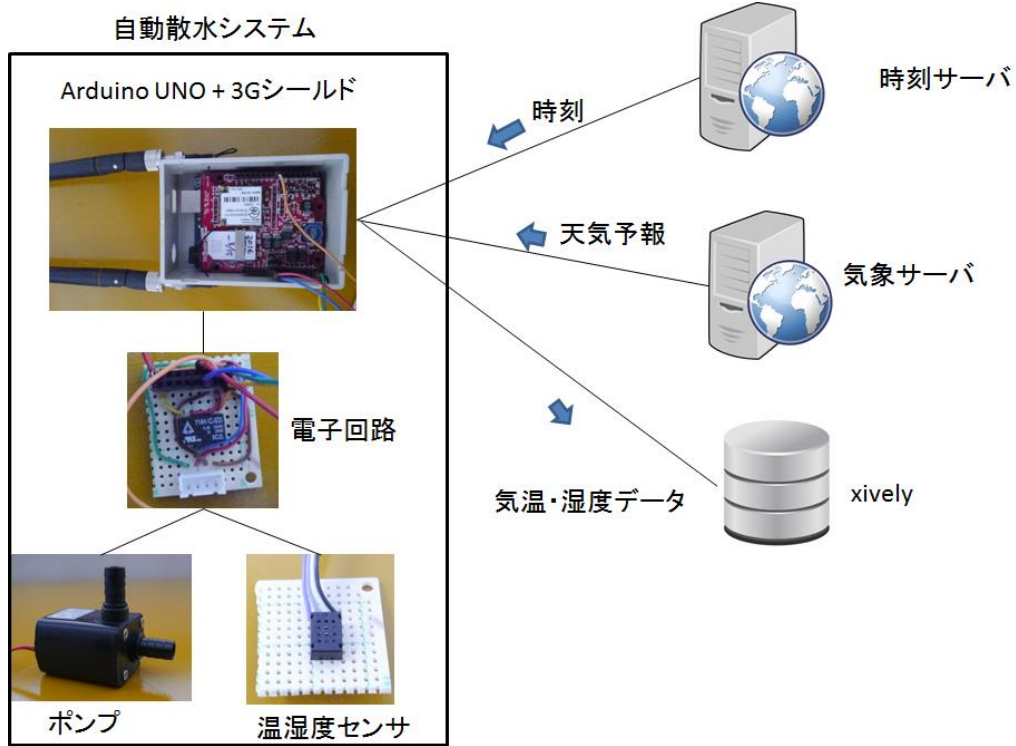 自動散水システム
Arduino UNO + 3Gシールド
時刻
時刻サーバ
天気予報
気象サーバ
電子回路
気温・湿度データ
xively
ポンプ
温湿度センサ